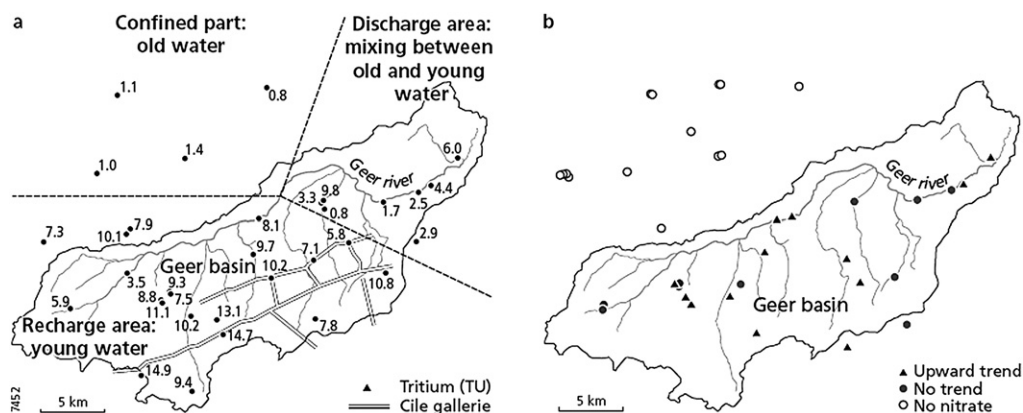 a
Confined part:
old water
Discharge area:
mixing between
old and young
water
1.1
0.8
1.4
1.0
6.0
Geer river
4.4
2.5
1.7
9.8
3.3
0.8
8.1
7.9
10.1
7.3
2.9
5.8
9.7
7.1
Geer basin
10.2
10.8
3.5
9.3
8.8
7.5
11.1
5.9
10.2
13.1
7.8
Recharge area:
young water
14.7
14.9
9.4
7452
5 km
Tritium (TU)
Cile gallerie
b
Geer river
Geer basin
5 km
Upward trend
No trend
No nitrate